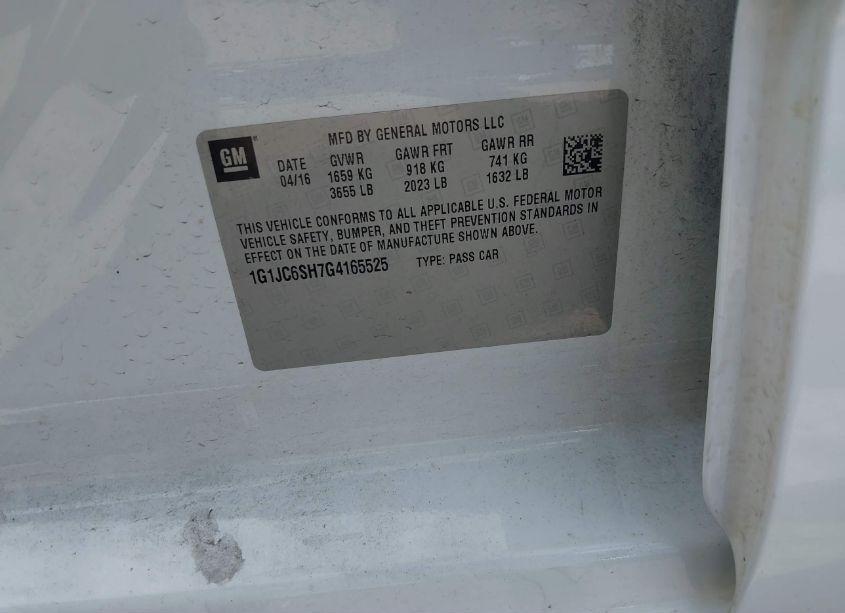 GM
MFD BY GENERAL MOTORS LLC
DATE GVWR GAWR FRT GAWR RR
04/16 1659 KG 918 KG 741 KG
3655 LB 2023 LB 1632 LB
THIS VEHICLE CONFORMS TO ALL APPLICABLE U.S. FEDERAL MOTOR
VEHICLE SAFETY, BUMPER, AND THEFT PREVENTION STANDARDS IN
EFFECT ON THE DATE OF MANUFACTURE SHOWN ABOVE.
1G1JC6SH7G4165525 TYPE: PASS CAR